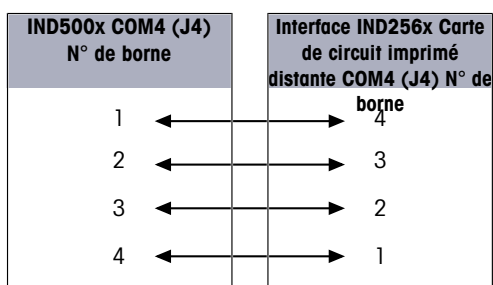 IND500x COM4 (J4)
N° de borne
Interface IND256x Carte
de circuit imprimé
distante COM4 (J4) N° de
borne
1
4
2
3
3
2
4
1